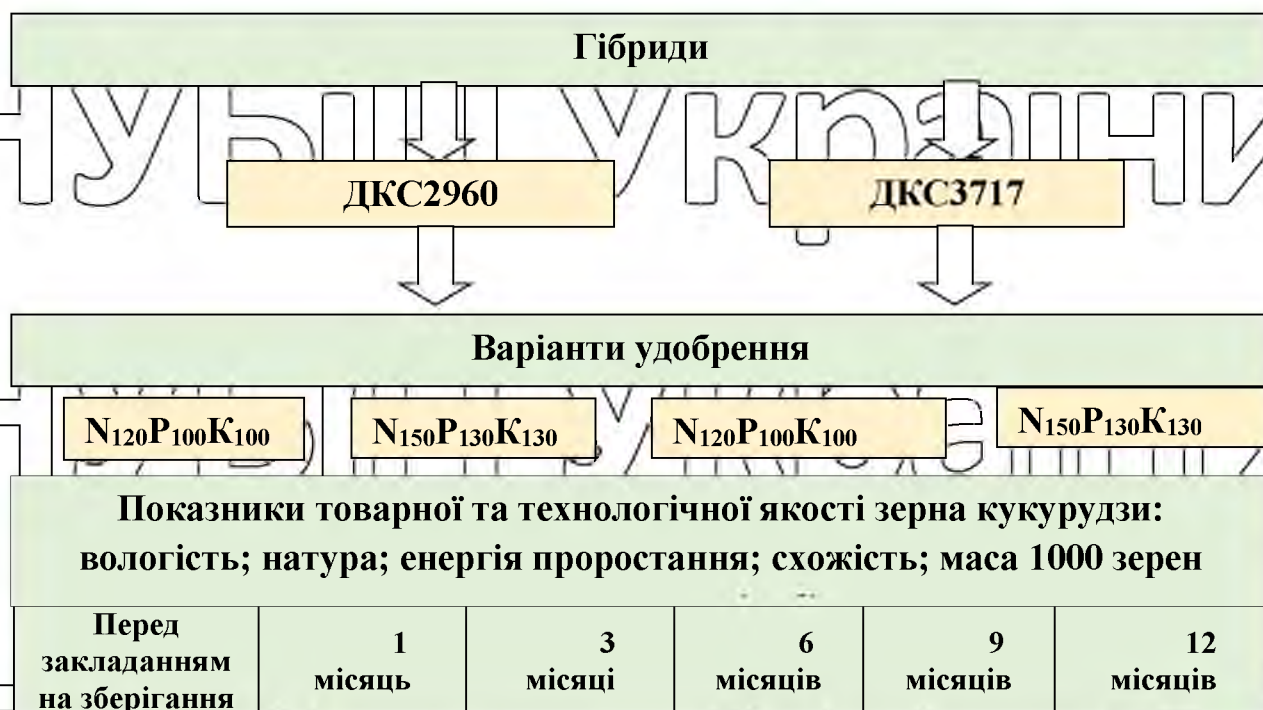 Гібриди
ДКС2960 ДКС3717
Варіанти удобрення
N120P100K100 N150P130K130 N120P100K100 N150P130K130
Показники товарної та технологічної якості зерна кукурудзи:
вологість; натура; енергія проростання; схожість; маса 1000 зерен
Перед
закладанням
на зберігання
1
місяць
3
місяці
6
місяців
9
місяців
12
місяців